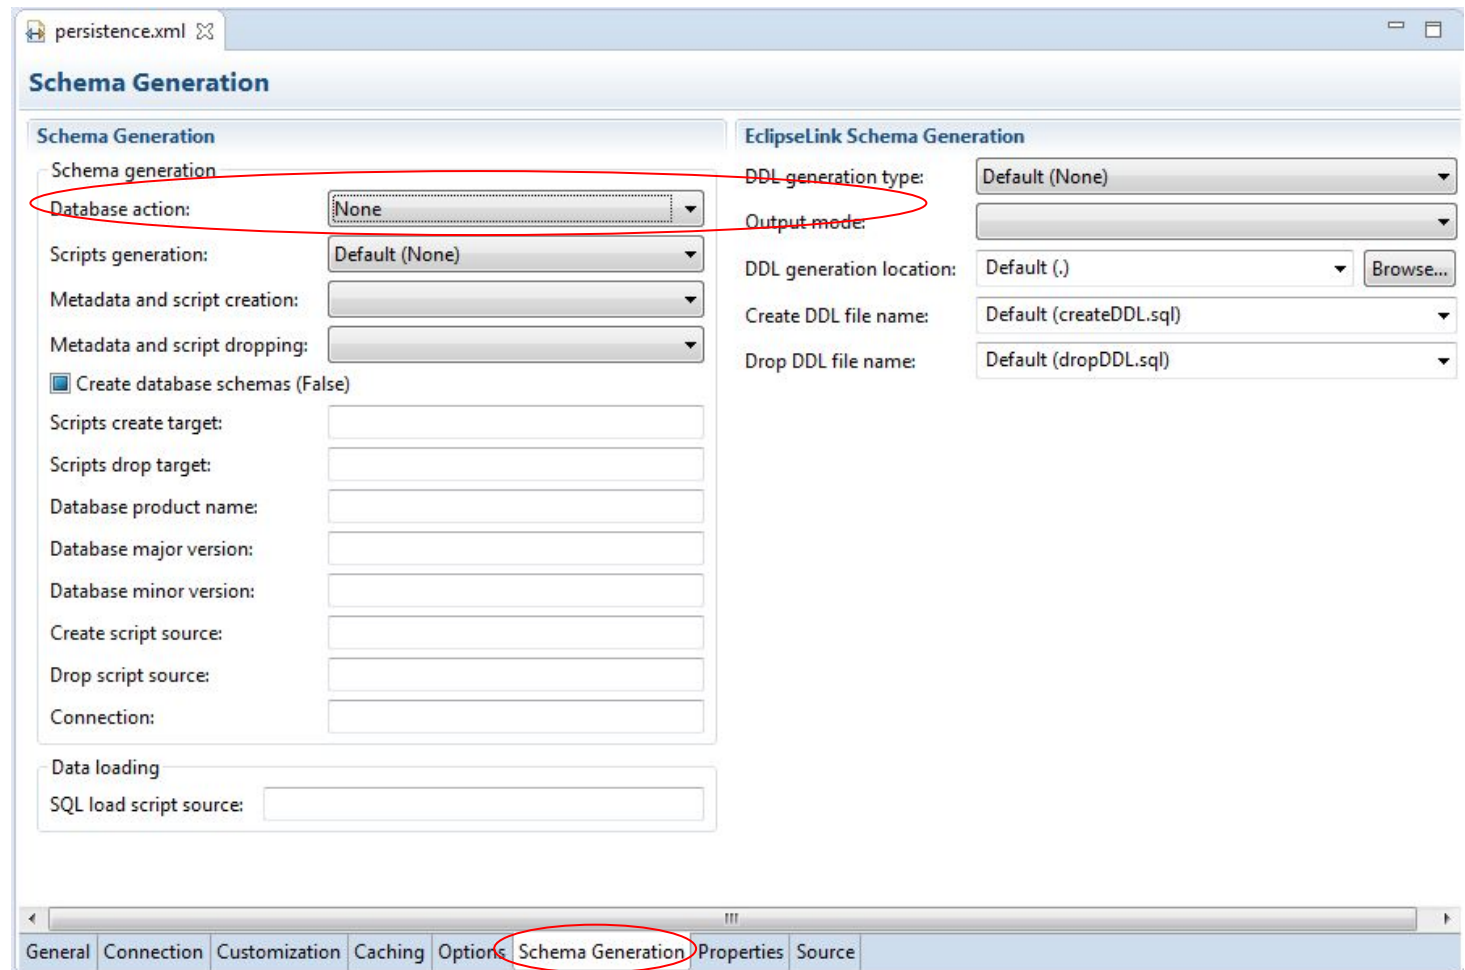 persistence.xml
Schema Generation
Schema Generation
Schema generation
Database action: None
Scripts generation: Default (None)
Metadata and script creation:
Metadata and script dropping:
Create database schemas (False)
Scripts create target:
Scripts drop target:
Database product name:
Database major version:
Database minor version:
Create script source:
Drop script source:
Connection:
Data loading
SQL load script source:
EclipseLink Schema Generation
DDL generation type: Default (None)
Output mode:
DDL generation location: Default (.) Browse...
Create DDL file name: Default (createDDL.sql)
Drop DDL file name: Default (dropDDL.sql)
General Connection Customization Caching Options Schema Generation Properties Source